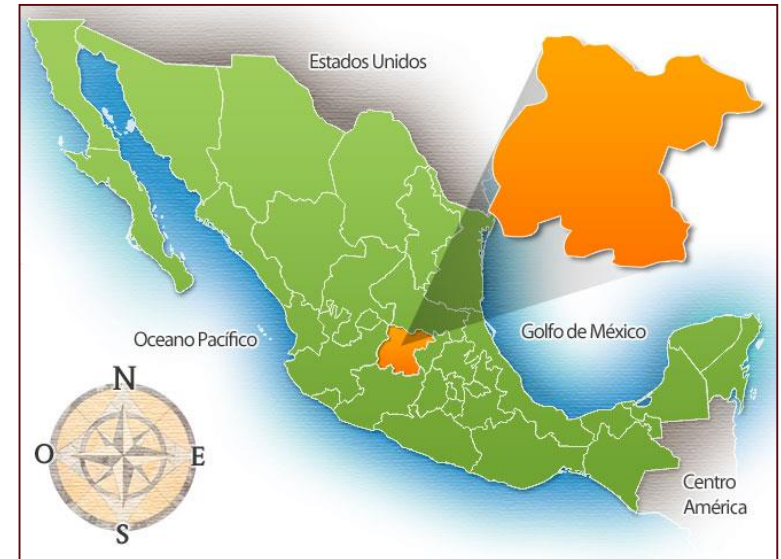 Estados Unidos
Oceano Pacífico
Golfo de México
N
O
E
S
Centro
América